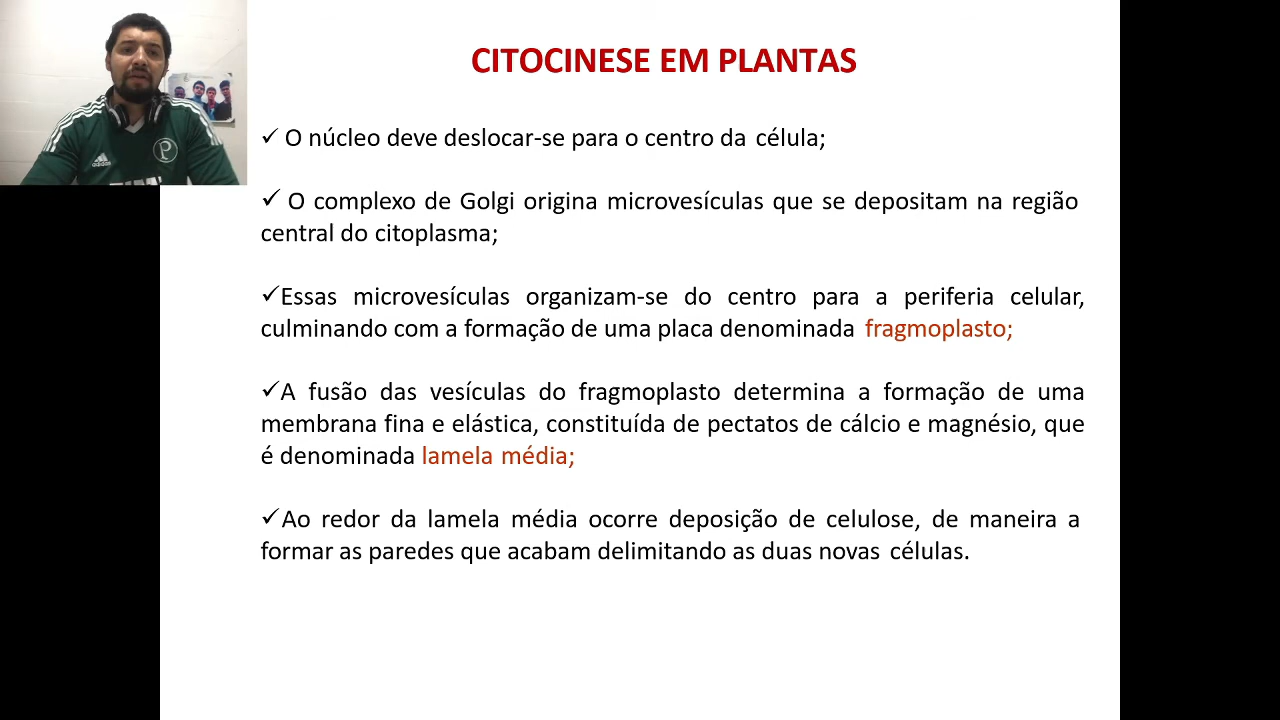 CITOCINESE EM PLANTAS
✓ O núcleo deve deslocar-se para o centro da célula;
✓ O complexo de Golgi origina microvesículas que se depositam na região
central do citoplasma;
✓Essas microvesículas organizam-se do centro para a periferia celular,
culminando com a formação de uma placa denominada fragmoplasto;
✓A fusão das vesículas do fragmoplasto determina a formação de uma
membrana fina e elástica, constituída de pectatos de cálcio e magnésio, que
é denominada lamela média;
✓Ao redor da lamela média ocorre deposição de celulose, de maneira a
formar as paredes que acabam delimitando as duas novas células.
adidas
P